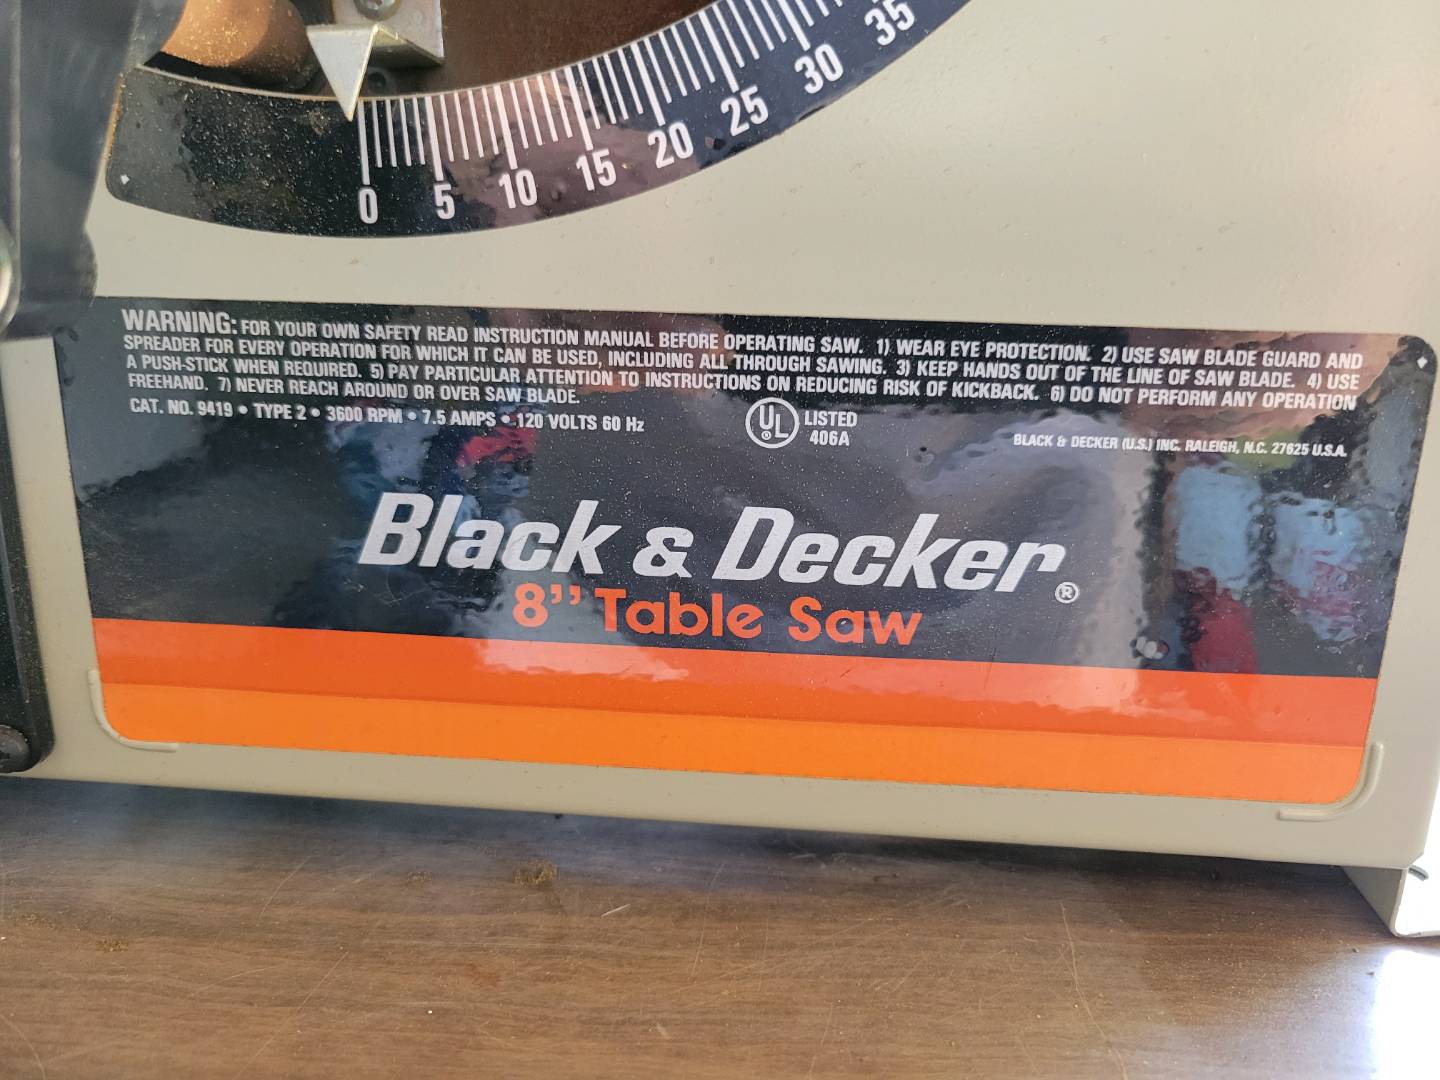 0 5 10 15 20 25 30 35
WARNING: FOR YOUR OWN SAFETY READ INSTRUCTION MANUAL BEFORE OPERATING SAW. 1) WEAR EYE PROTECTION. 2) USE SAW BLADE GUARD AND
SPREADER FOR EVERY OPERATION FOR WHICH IT CAN BE USED, INCLUDING ALL THROUGH SAWING. 3) KEEP HANDS OUT OF THE LINE OF SAW BLADE. 4) USE
A PUSH-STICK WHEN REQUIRED. 5) PAY PARTICULAR ATTENTION TO INSTRUCTIONS ON REDUCING RISK OF KICKBACK. 6) DO NOT PERFORM ANY OPERATION
FREEHAND. 7) NEVER REACH AROUND OR OVER SAW BLADE.
CAT. NO. 9419 • TYPE 2 • 3600 RPM • 7.5 AMPS • 120 VOLTS 60 Hz
UL® LISTED
406A
BLACK & DECKER (U.S.) INC. RALEIGH, N.C. 27625 U.S.A.
Black & Decker®
8" Table Saw